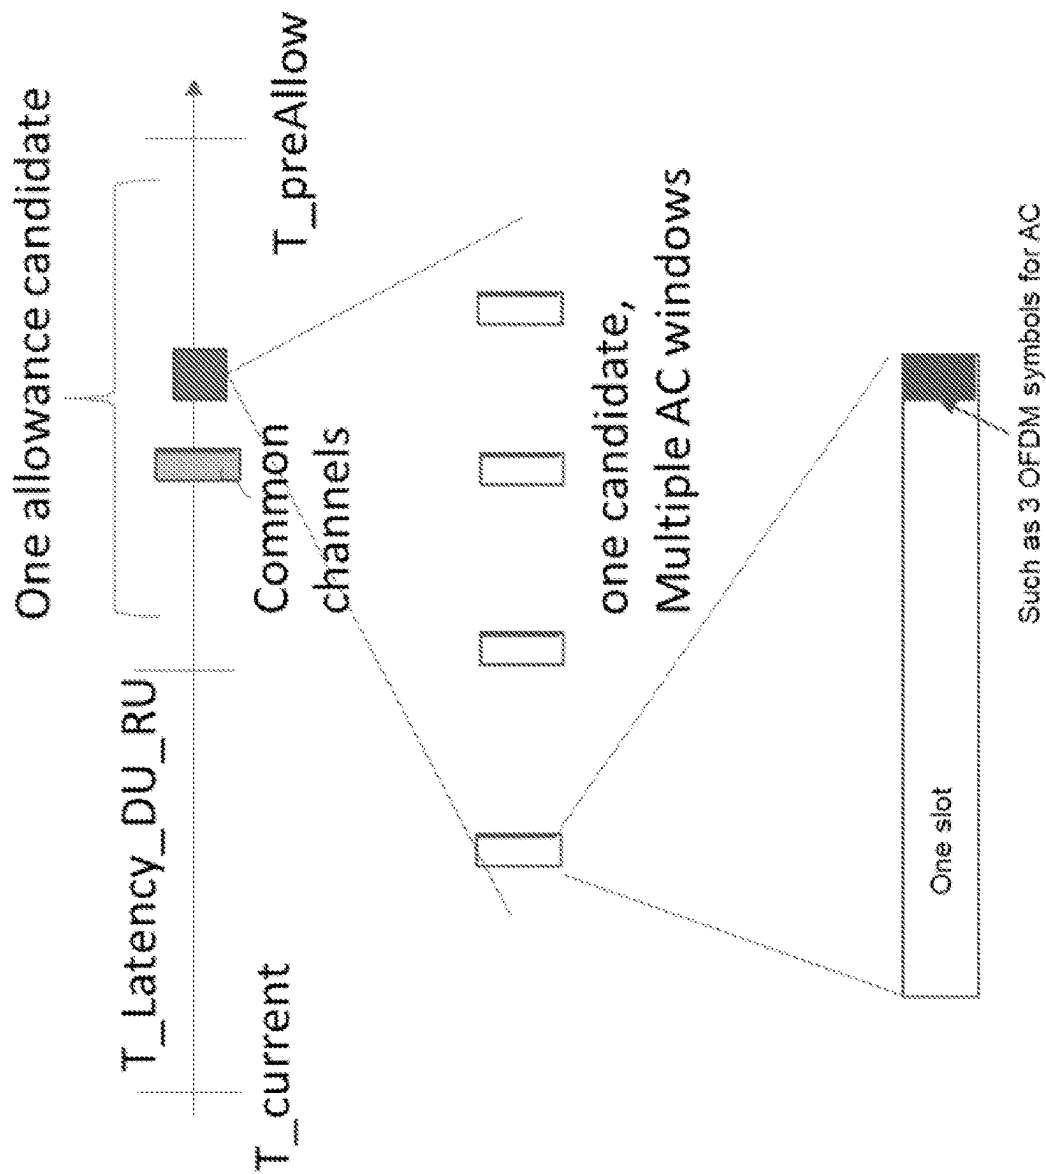 One allowance candidate
T_Latency_DU_RU
T_current
Common
channels
T_preAllow
one candidate,
Multiple AC windows
One slot
Such as 3 OFDM symbols for AC